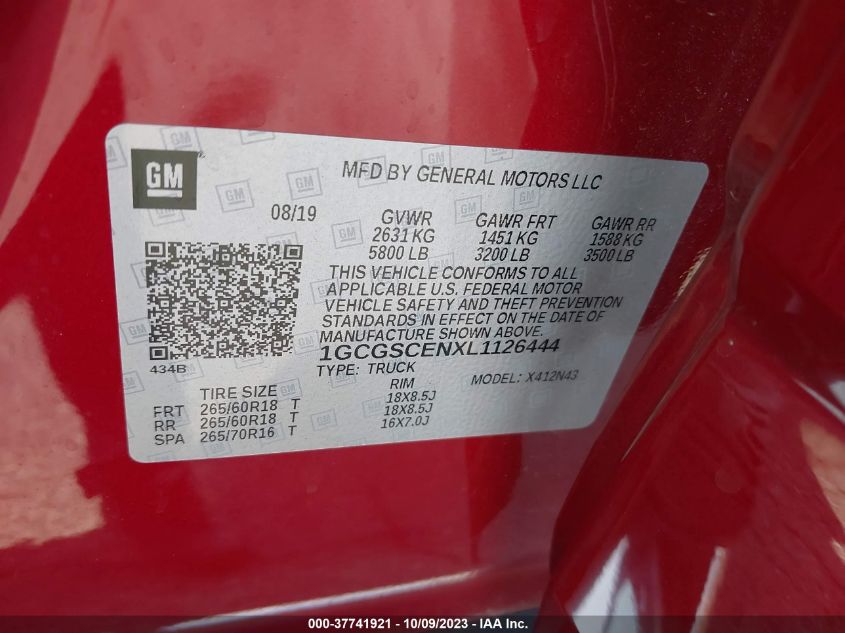 GM
MFD BY GENERAL MOTORS LLC
08/19 GVWR GAWR FRT GAWR RR
2631 KG 1451 KG 1588 KG
5800 LB 3200 LB 3500 LB
THIS VEHICLE CONFORMS TO ALL
APPLICABLE U.S. FEDERAL MOTOR
VEHICLE SAFETY AND THEFT PREVENTION
STANDARDS IN EFFECT ON THE DATE OF
MANUFACTURE SHOWN ABOVE.
434B
1GCGSCENXL1126444
TYPE: TRUCK MODEL: X412N43
TIRE SIZE RIM
FRT 265/60R18 T 18X8.5J
RR 265/60R18 T 18X8.5J
SPA 265/70R16 T 16X7.0J
000-37741921 - 10/09/2023 - IAAI.com